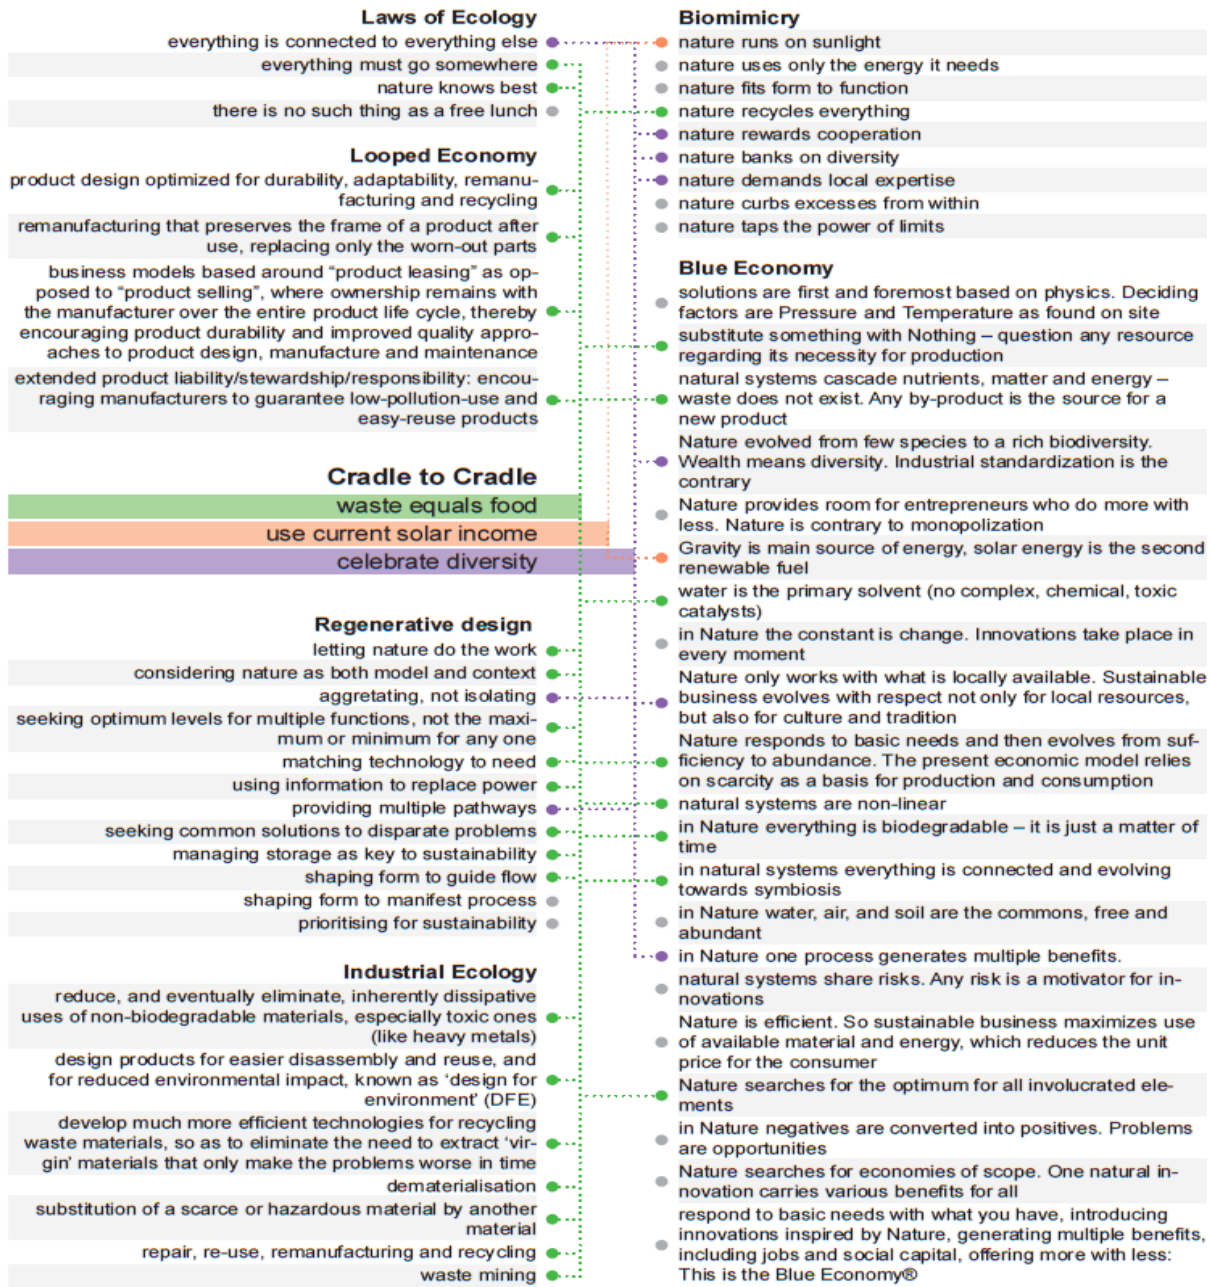 Laws of Ecology
everything is connected to everything else
everything must go somewhere
nature knows best
there is no such thing as a free lunch
Looped Economy
product design optimized for durability, adaptability, remanu-
facturing and recycling
remanufacturing that preserves the frame of a product after
use, replacing only the worn-out parts
business models based around “product leasing” as op-
posed to “product selling”, where ownership remains with
the manufacturer over the entire product life cycle, thereby
encouraging product durability and improved quality appro-
aches to product design, manufacture and maintenance
extended product liability/stewardship/responsibility: encou-
raging manufacturers to guarantee low-pollution-use and
easy-reuse products
Cradle to Cradle
waste equals food
use current solar income
celebrate diversity
Regenerative design
letting nature do the work
considering nature as both model and context
aggretating, not isolating
seeking optimum levels for multiple functions, not the maxi-
mum or minimum for any one
matching technology to need
using information to replace power
providing multiple pathways
seeking common solutions to disparate problems
managing storage as key to sustainability
shaping form to guide flow
shaping form to manifest process
prioritising for sustainability
Industrial Ecology
reduce, and eventually eliminate, inherently dissipative
uses of non-biodegradable materials, especially toxic ones
(like heavy metals)
design products for easier disassembly and reuse, and
for reduced environmental impact, known as ‘design for
environment’ (DFE)
develop much more efficient technologies for recycling
waste materials, so as to eliminate the need to extract ‘vir-
gin’ materials that only make the problems worse in time
dematerialisation
substitution of a scarce or hazardous material by another
material
repair, re-use, remanufacturing and recycling
waste mining
Biomimicry
nature runs on sunlight
nature uses only the energy it needs
nature fits form to function
nature recycles everything
nature rewards cooperation
nature banks on diversity
nature demands local expertise
nature curbs excesses from within
nature taps the power of limits
Blue Economy
solutions are first and foremost based on physics. Deciding
factors are Pressure and Temperature as found on site
substitute something with Nothing – question any resource
regarding its necessity for production
natural systems cascade nutrients, matter and energy –
waste does not exist. Any by-product is the source for a
new product
Nature evolved from few species to a rich biodiversity.
Wealth means diversity. Industrial standardization is the
contrary
Nature provides room for entrepreneurs who do more with
less. Nature is contrary to monopolization
Gravity is main source of energy, solar energy is the second
renewable fuel
water is the primary solvent (no complex, chemical, toxic
catalysts)
in Nature the constant is change. Innovations take place in
every moment
Nature only works with what is locally available. Sustainable
business evolves with respect not only for local resources,
but also for culture and tradition
Nature responds to basic needs and then evolves from suf-
ficiency to abundance. The present economic model relies
on scarcity as a basis for production and consumption
natural systems are non-linear
in Nature everything is biodegradable – it is just a matter of
time
in natural systems everything is connected and evolving
towards symbiosis
in Nature water, air, and soil are the commons, free and
abundant
in Nature one process generates multiple benefits.
natural systems share risks. Any risk is a motivator for in-
novations
Nature is efficient. So sustainable business maximizes use
of available material and energy, which reduces the unit
price for the consumer
Nature searches for the optimum for all involucrated ele-
ments
in Nature negatives are converted into positives. Problems
are opportunities
Nature searches for economies of scope. One natural in-
novation carries various benefits for all
respond to basic needs with what you have, introducing
innovations inspired by Nature, generating multiple benefits,
including jobs and social capital, offering more with less:
This is the Blue Economy®